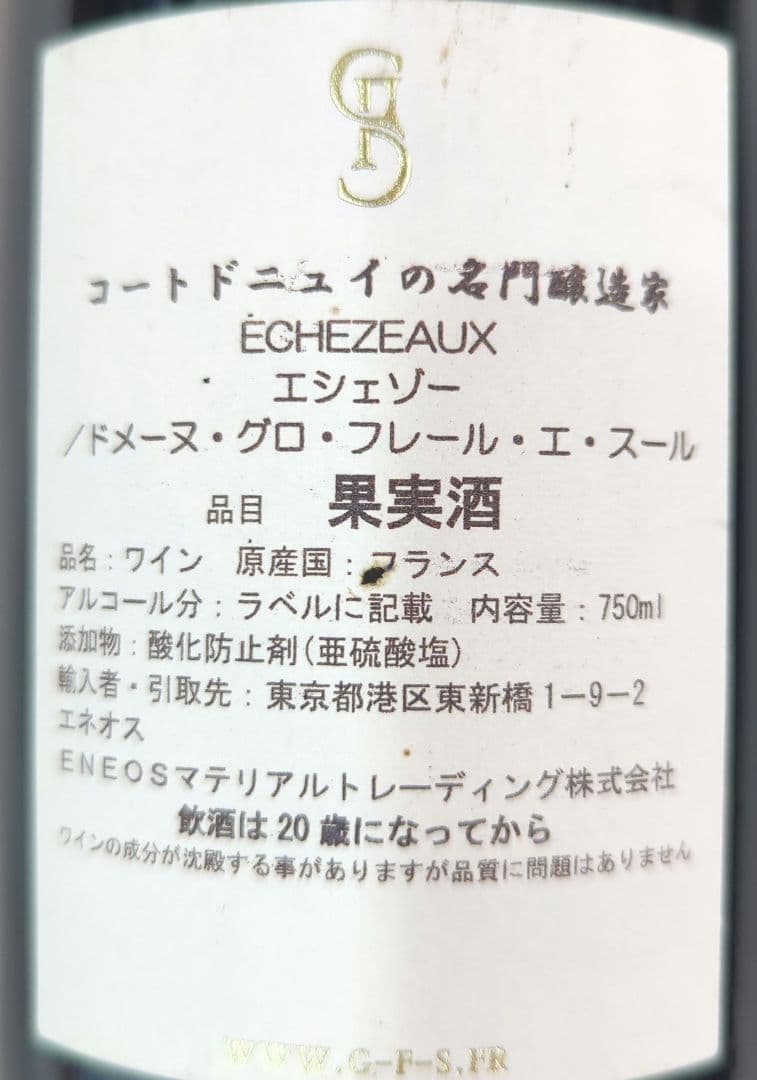 GFS
コートドニュイの名門醸造家
ECHEZEAUX
エシェゾー
/ドメーヌ・グロ・フレール・エ・スール
品目 果実酒
品名：ワイン 原産国：フランス
アルコール分：ラベルに記載 内容量：750ml
添加物：酸化防止剤(亜硫酸塩)
輸入者・引取先：東京都港区東新橋1-9-2
エネオス
ENEOSマテリアルトレーディング株式会社
飲酒は20歳になってから
ワインの成分が沈殿する事がありますが品質に問題はありません
WWW.G-F-S.FR